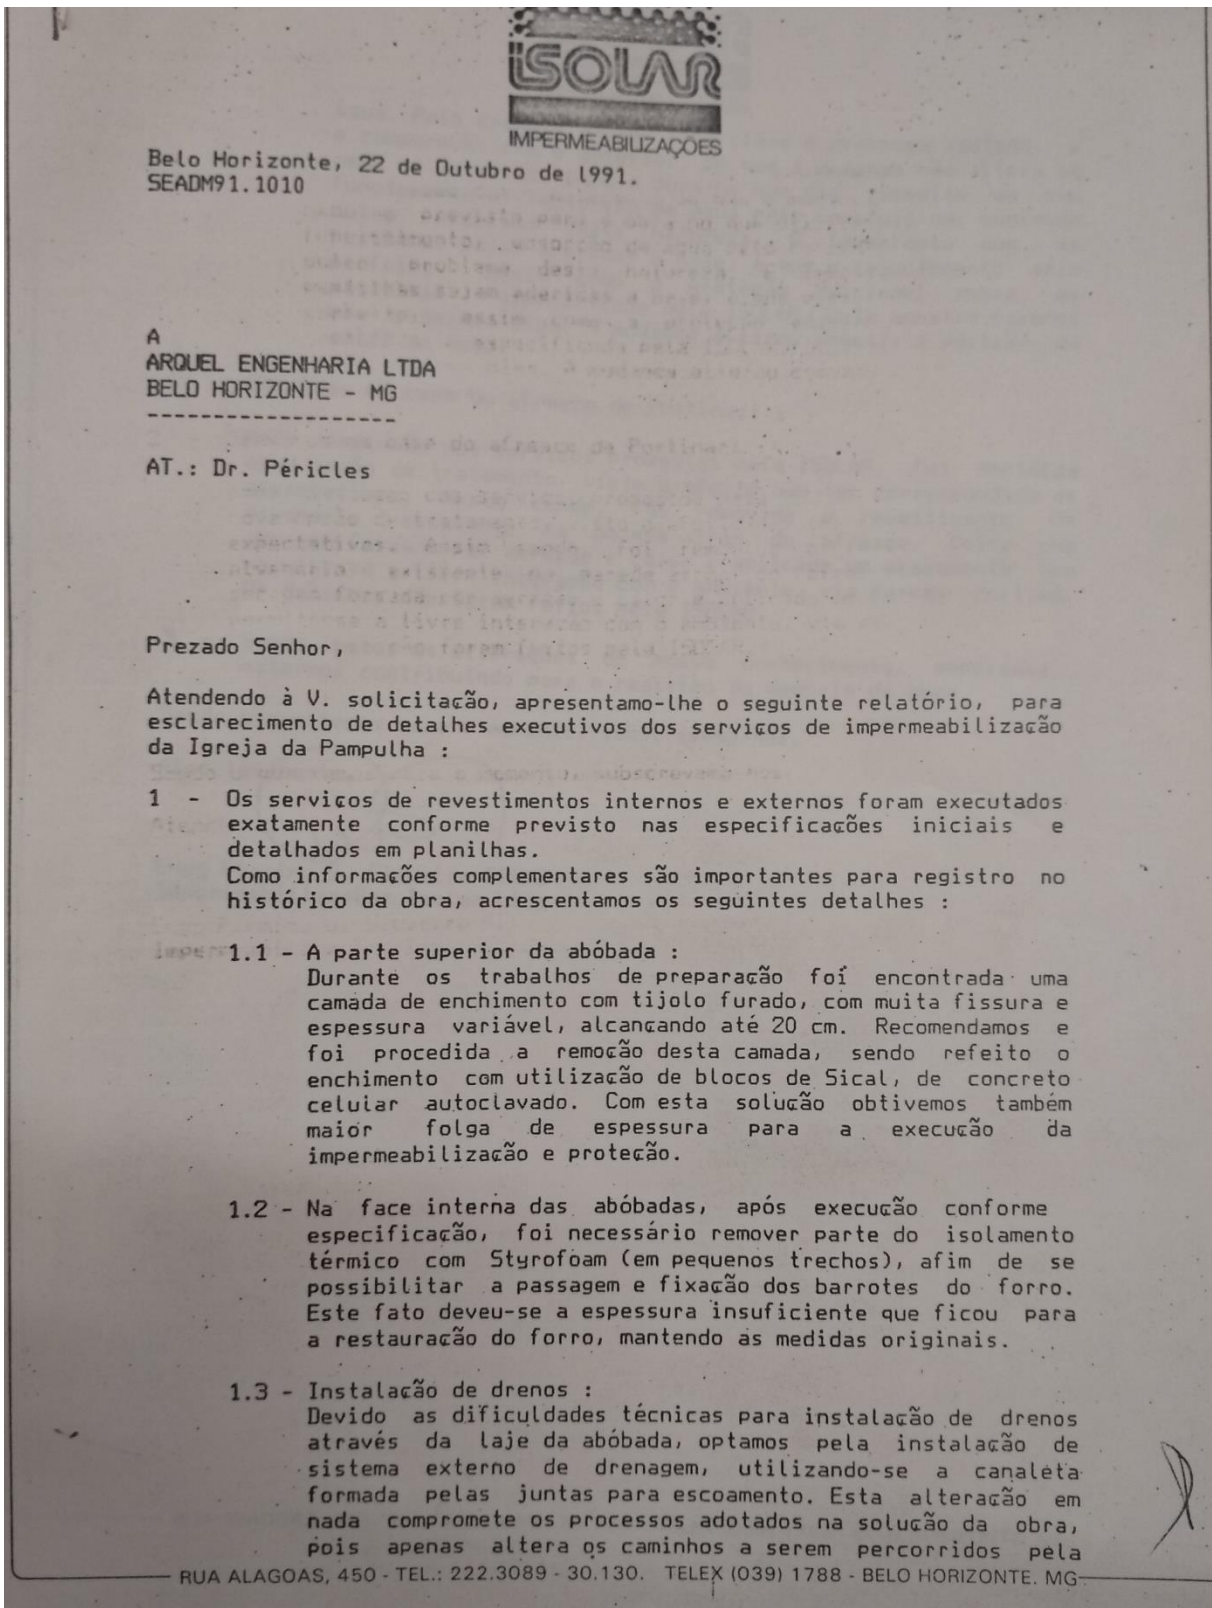 ISOLAR
IMPERMEABILIZAÇÕES
Belo Horizonte, 22 de Outubro de 1991.
SEADM91.1010
A
ARQUEL ENGENHARIA LTDA
BELO HORIZONTE - MG
-------------------
AT.: Dr. Péricles
Prezado Senhor,
Atendendo à V. solicitação, apresentamo-lhe o seguinte relatório, para
esclarecimento de detalhes executivos dos serviços de impermeabilização
da Igreja da Pampulha :
1 - Os serviços de revestimentos internos e externos foram executados
exatamente conforme previsto nas especificações iniciais e
detalhados em planilhas.
Como informações complementares são importantes para registro no
histórico da obra, acrescentamos os seguintes detalhes :
1.1 - A parte superior da abóbada :
Durante os trabalhos de preparação foi encontrada uma
camada de enchimento com tijolo furado, com muita fissura e
espessura variável, alcançando até 20 cm. Recomendamos e
foi procedida a remoção desta camada, sendo refeito o
enchimento com utilização de blocos de Sical, de concreto
celular autoclavado. Com esta solução obtivemos também
maior folga de espessura para a execução da
impermeabilização e proteção.
1.2 - Na face interna das abóbadas, após execução conforme
especificação, foi necessário remover parte do isolamento
térmico com Styrofoam (em pequenos trechos), afim de se
possibilitar a passagem e fixação dos barrotes do forro.
Este fato deveu-se a espessura insuficiente que ficou para
a restauração do forro, mantendo as medidas originais.
1.3 - Instalação de drenos :
Devido as dificuldades técnicas para instalação de drenos
através da laje da abóbada, optamos pela instalação de
sistema externo de drenagem, utilizando-se a canaleta
formada pelas juntas para escoamento. Esta alteração em
nada compromete os processos adotados na solução da obra,
pois apenas altera os caminhos a serem percorridos pela
RUA ALAGOAS, 450 - TEL.: 222.3089 - 30.130. TELEX (039) 1788 - BELO HORIZONTE. MG